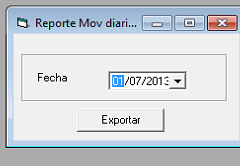 Reporte Mov diari...
Fecha
01/07/2013
Exportar